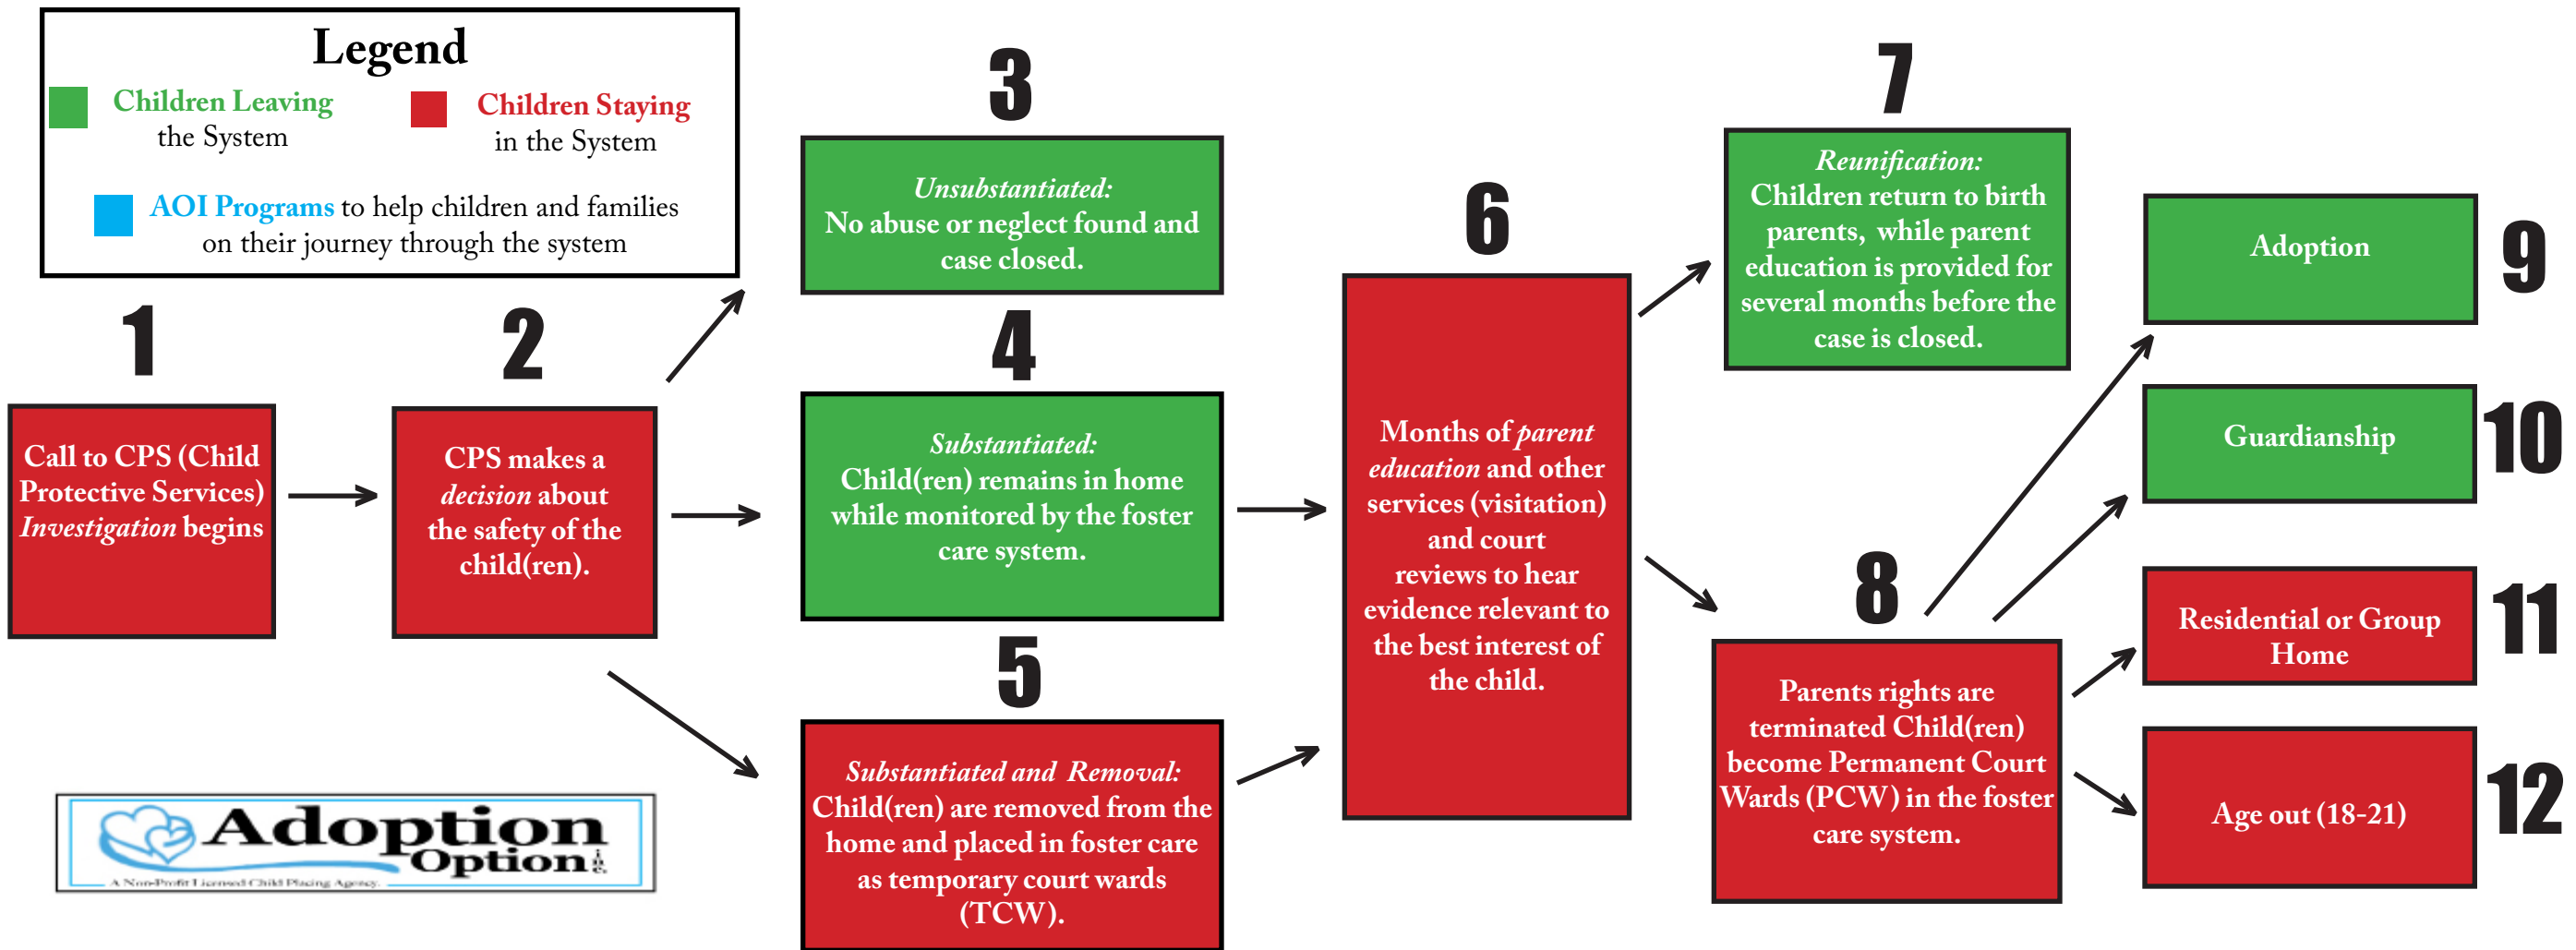 Legend
Children Leaving
the System
Children Staying
in the System
AOI Programs to help children and families
on their journey through the system
1
Call to CPS (Child
Protective Services)
Investigation begins
2
CPS makes a
decision about
the safety of the
child(ren).
3
Unsubstantiated:
No abuse or neglect found and
case closed.
4
Substantiated:
Child(ren) remains in home
while monitored by the foster
care system.
5
Substantiated and Removal:
Child(ren) are removed from the
home and placed in foster care
as temporary court wards
(TCW).
6
Months of parent
education and other
services (visitation)
and court
reviews to hear
evidence relevant to
the best interest of
the child.
7
Reunification:
Children return to birth
parents, while parent
education is provided for
several months before the
case is closed.
8
Parents rights are
terminated Child(ren)
become Permanent Court
Wards (PCW) in the foster
care system.
Adoption
9
Guardianship
10
Residential or Group
Home
11
Age out (18-21)
12
Adoption
Option Inc.
A Non-Profit Licensed Child Placing Agency.